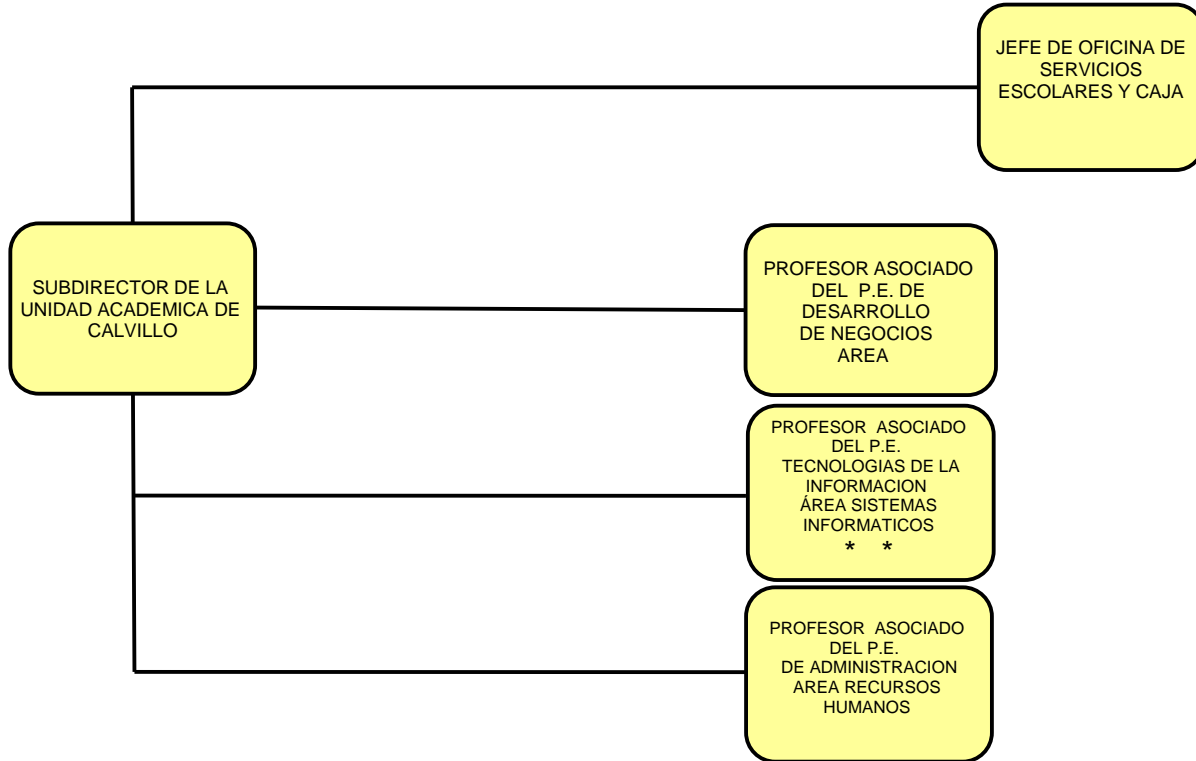 JEFE DE OFICINA DE
SERVICIOS
ESCOLARES Y CAJA
SUBDIRECTOR DE LA
UNIDAD ACADEMICA DE
CALVILLO
PROFESOR ASOCIADO
DEL P.E. DE
DESARROLLO
DE NEGOCIOS
AREA
PROFESOR ASOCIADO
DEL P.E.
TECNOLOGIAS DE LA
INFORMACION
ÁREA SISTEMAS
INFORMATICOS
* *
PROFESOR ASOCIADO
DEL P.E.
DE ADMINISTRACION
AREA RECURSOS
HUMANOS